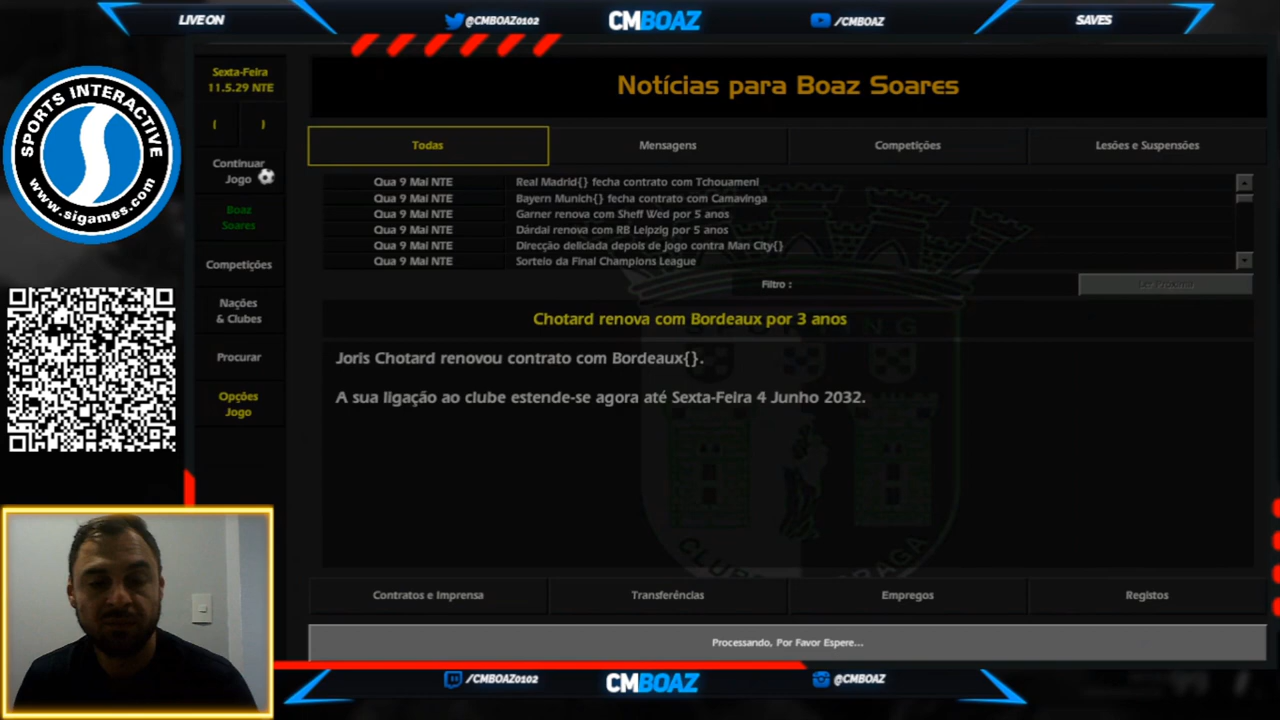 LIVE ON
@CMBOAZ0102
CMBOAZ
/CMBOAZ
SAVES
SPORTS INTERACTIVE
www.sigames.com
Sexta-Feira
11.5.29 NTE
Continuar
Jogo
Boaz
Soares
Competições
Nações
& Clubes
Procurar
Opções
Jogo
Notícias para Boaz Soares
Todas
Mensagens
Competições
Lesões e Suspensões
Qua 9 Mai NTE Real Madrid{} fecha contrato com Tchouameni
Qua 9 Mai NTE Bayern Munich{} fecha contrato com Camavinga
Qua 9 Mai NTE Garner renova com Sheff Wed por 5 anos
Qua 9 Mai NTE Dárdai renova com RB Leipzig por 5 anos
Qua 9 Mai NTE Direcção deliciada depois de jogo contra Man City{}
Qua 9 Mai NTE Sorteio da Final Champions League
Filtro :
Ler Próxima
Chotard renova com Bordeaux por 3 anos
Joris Chotard renovou contrato com Bordeaux{}.
A sua ligação ao clube estende-se agora até Sexta-Feira 4 Junho 2032.
Contratos e Imprensa
Transferências
Empregos
Registos
Processando, Por Favor Espere...
/CMBOAZ0102
CMBOAZ
@CMBOAZ